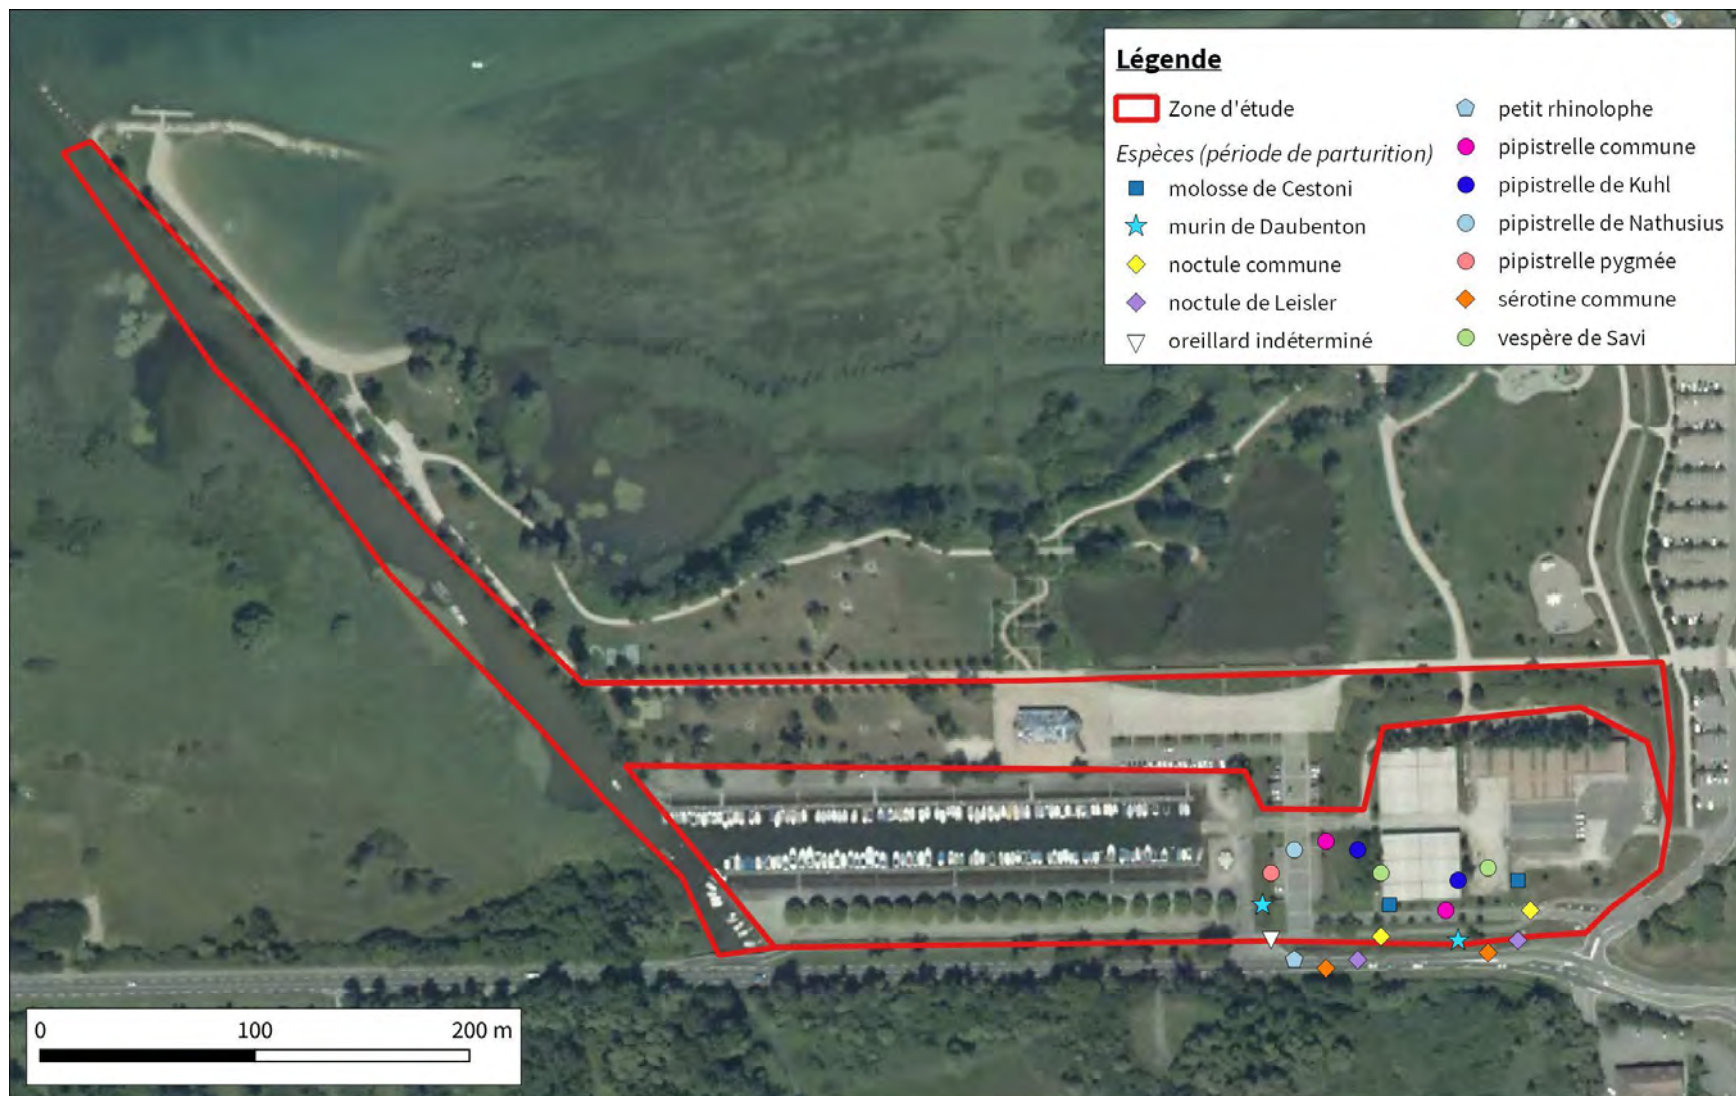 Légende
Zone d'étude
Espèces (période de parturition)
molosse de Cestoni
murin de Daubenton
noctule commune
noctule de Leisler
oreillard indéterminé
petit rhinolophe
pipistrelle commune
pipistrelle de Kuhl
pipistrelle de Nathusius
pipistrelle pygmée
sérotine commune
vespère de Savi
0 100 200 m